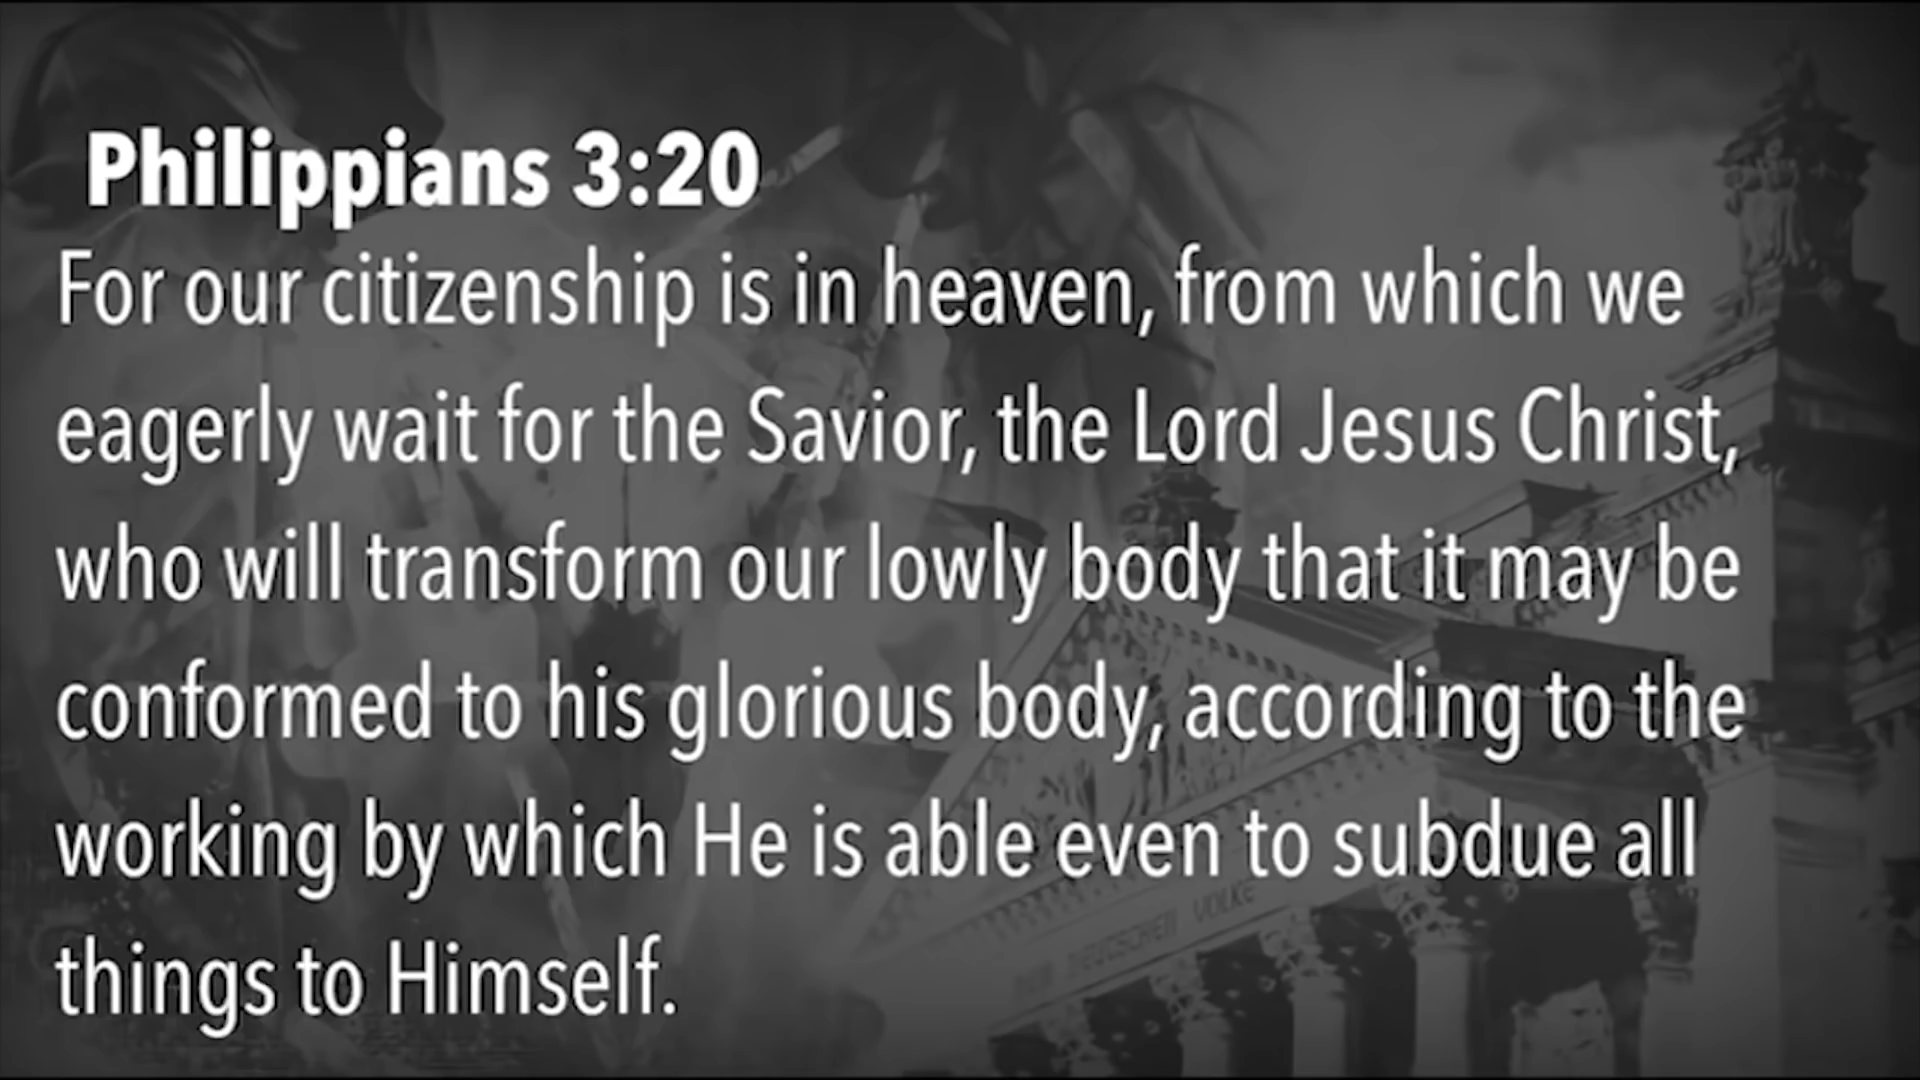 Philippians 3:20
For our citizenship is in heaven, from which we
eagerly wait for the Savior, the Lord Jesus Christ,
who will transform our lowly body that it may be
conformed to his glorious body, according to the
working by which He is able even to subdue all
things to Himself.
VOLKE